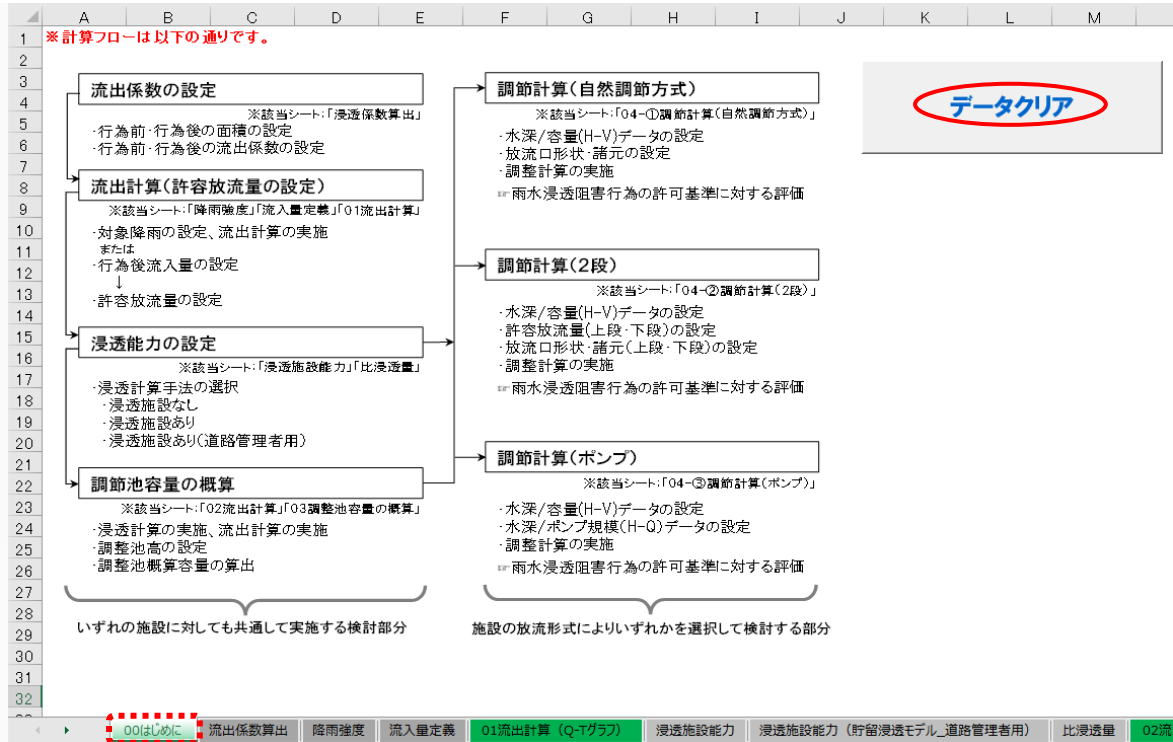 A B C D E F G H I J K L M
1 ※計算フローは以下の通りです。
2
3
4
5
6
7
8
9
10
11
12
13
14
15
16
17
18
19
20
21
22
23
24
25
26
27
28
29
30
31
32
流出係数の設定
※該当シート:「浸透係数算出」
・行為前・行為後の面積の設定
・行為前・行為後の流出係数の設定
流出計算(許容放流量の設定)
※該当シート:「降雨強度」「流入量定義」「01流出計算」
・対象降雨の設定、流出計算の実施
または
・行為後流入量の設定
↓
・許容放流量の設定
浸透能力の設定
※該当シート:「浸透施設能力」「比浸透量」
・浸透計算手法の選択
・浸透施設なし
・浸透施設あり
・浸透施設あり(道路管理者用)
調節池容量の概算
※該当シート:「02流出計算」「03調整池容量の概算」
・浸透計算の実施、流出計算の実施
・調整池高の設定
・調整池概算容量の算出
いずれの施設に対しても共通して実施する検討部分
調節計算(自然調節方式)
※該当シート:「04-①調節計算(自然調節方式)」
・水深/容量(H-V)データの設定
・放流口形状・諸元の設定
・調整計算の実施
☞雨水浸透阻害行為の許可基準に対する評価
調節計算(2段)
※該当シート:「04-②調節計算(2段)」
・水深/容量(H-V)データの設定
・許容放流量(上段・下段)の設定
・放流口形状・諸元(上段・下段)の設定
・調整計算の実施
☞雨水浸透阻害行為の許可基準に対する評価
調節計算(ポンプ)
※該当シート:「04-③調節計算(ポンプ)」
・水深/容量(H-V)データの設定
・水深/ポンプ規模(H-Q)データの設定
・調整計算の実施
☞雨水浸透阻害行為の許可基準に対する評価
施設の放流形式によりいずれかを選択して検討する部分
データクリア
00はじめに 流出係数算出 降雨強度 流入量定義 01流出計算 (Q-Tグラフ) 浸透施設能力 浸透施設能力 (貯留浸透モデル_道路管理者用) 比浸透量 02流